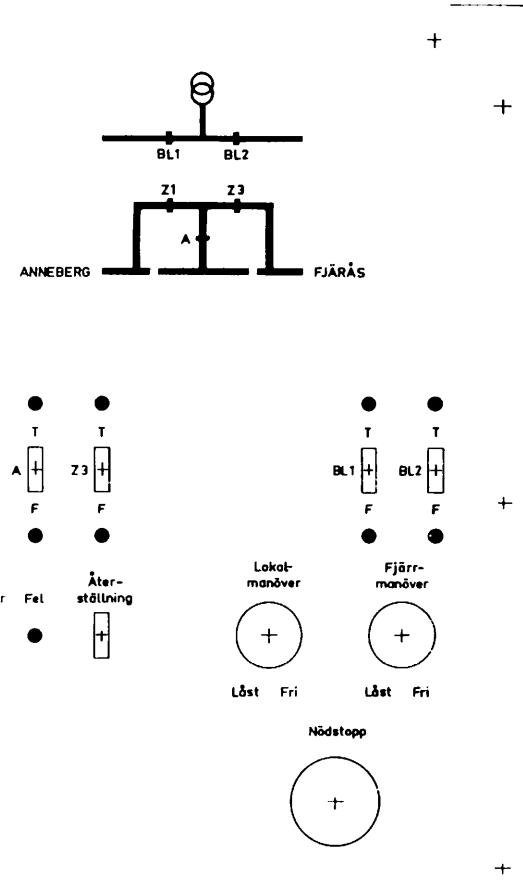 BL1 BL2
Z1 Z3
A
ANNEBERG FJÄRÅS
T T T T
A Z3 BL1 BL2
F F F F
Åter-
ställning
Lokal-
manöver
Fjärr-
manöver
r Fel
Låst Fri Låst Fri
Nödstopp